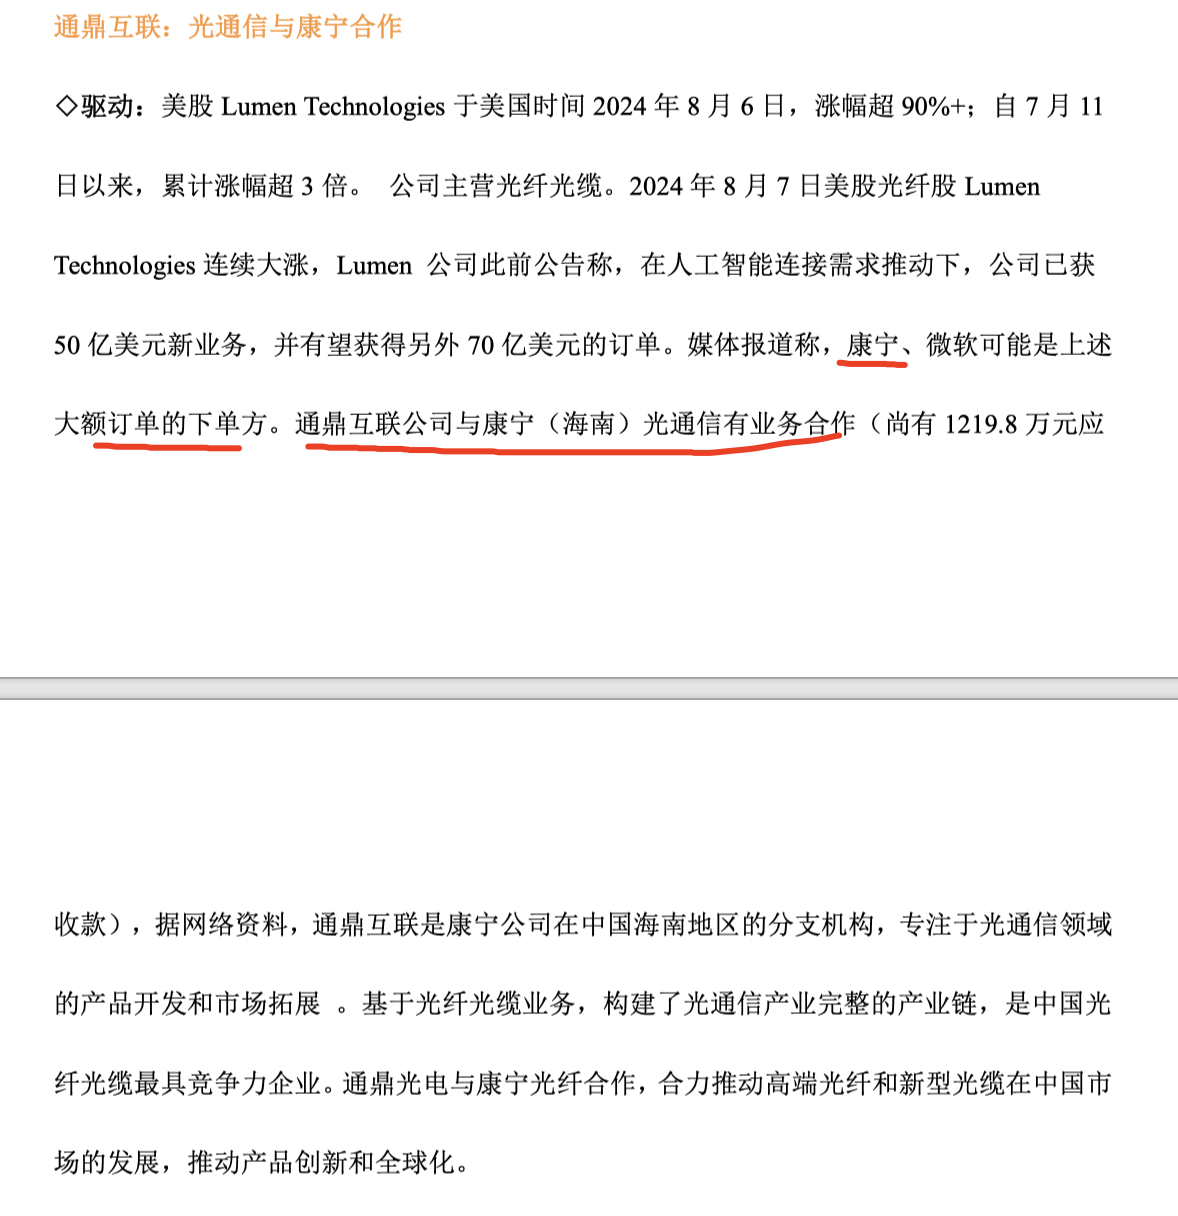 通鼎互联：光通信与康宁合作
◇驱动：美股 Lumen Technologies 于美国时间 2024 年 8 月 6 日，涨幅超 90%+；自 7 月 11
日以来，累计涨幅超 3 倍。 公司主营光纤光缆。2024 年 8 月 7 日美股光纤股 Lumen
Technologies 连续大涨，Lumen 公司此前公告称，在人工智能连接需求推动下，公司已获
50 亿美元新业务，并有望获得另外 70 亿美元的订单。媒体报道称，康宁、微软可能是上述
大额订单的下单方。通鼎互联公司与康宁（海南）光通信有业务合作（尚有 1219.8 万元应
收款），据网络资料，通鼎互联是康宁公司在中国海南地区的分支机构，专注于光通信领域
的产品开发和市场拓展 。基于光纤光缆业务，构建了光通信产业完整的产业链，是中国光
纤光缆最具竞争力企业。通鼎光电与康宁光纤合作，合力推动高端光纤和新型光缆在中国市
场的发展，推动产品创新和全球化。